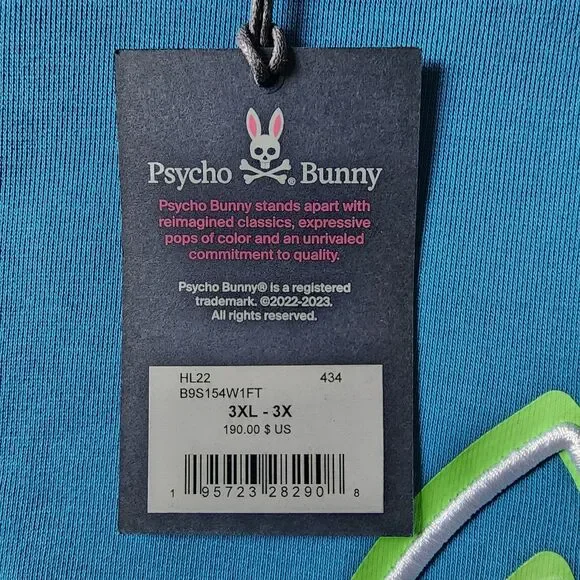 Psycho Bunny
Psycho Bunny stands apart with
reimagined classics, expressive
pops of color and an unrivaled
commitment to quality.
Psycho Bunny® is a registered
trademark. ©2022-2023.
All rights reserved.
HL22 434
B9S154W1FT
3XL - 3X
190.00 $ US
1 95723 28290 8